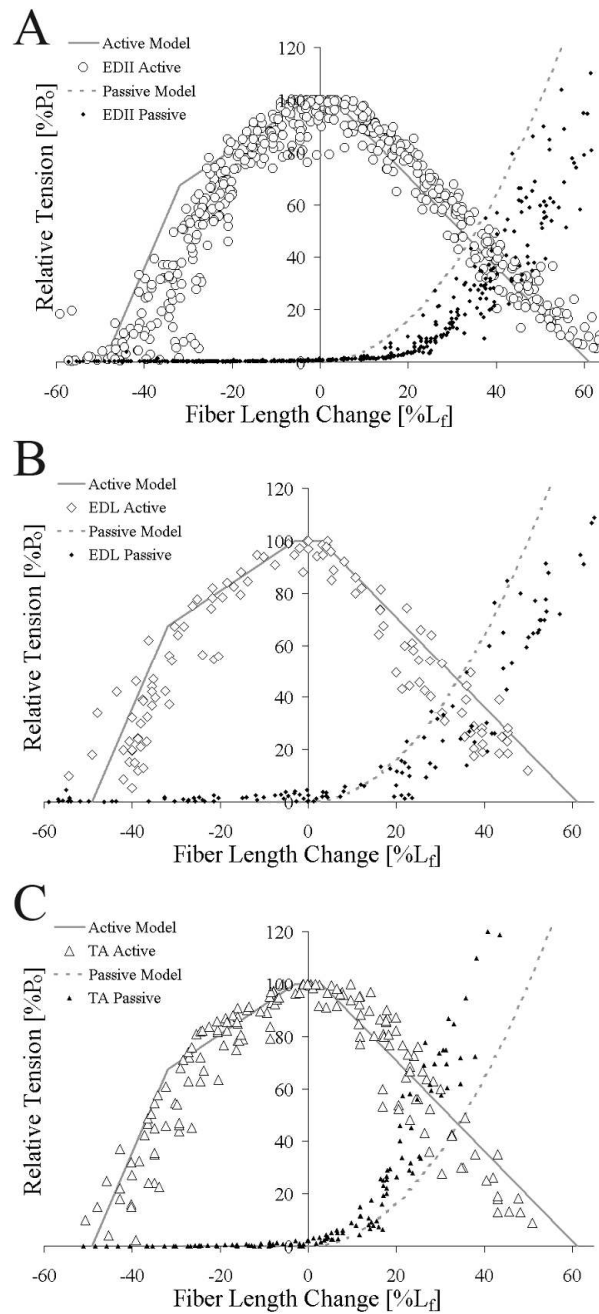 A
Active Model
EDII Active
Passive Model
EDII Passive
Relative Tension [%Po]
120
100
80
60
40
20
0
-60 -40 -20 0 20 40 60
Fiber Length Change [%Lf]
B
Active Model
EDL Active
Passive Model
EDL Passive
Relative Tension [%Po]
120
100
80
60
40
20
0
-60 -40 -20 0 20 40 60
Fiber Length Change [%Lf]
C
Active Model
TA Active
Passive Model
TA Passive
Relative Tension [%Po]
120
100
80
60
40
20
0
-60 -40 -20 0 20 40 60
Fiber Length Change [%Lf]